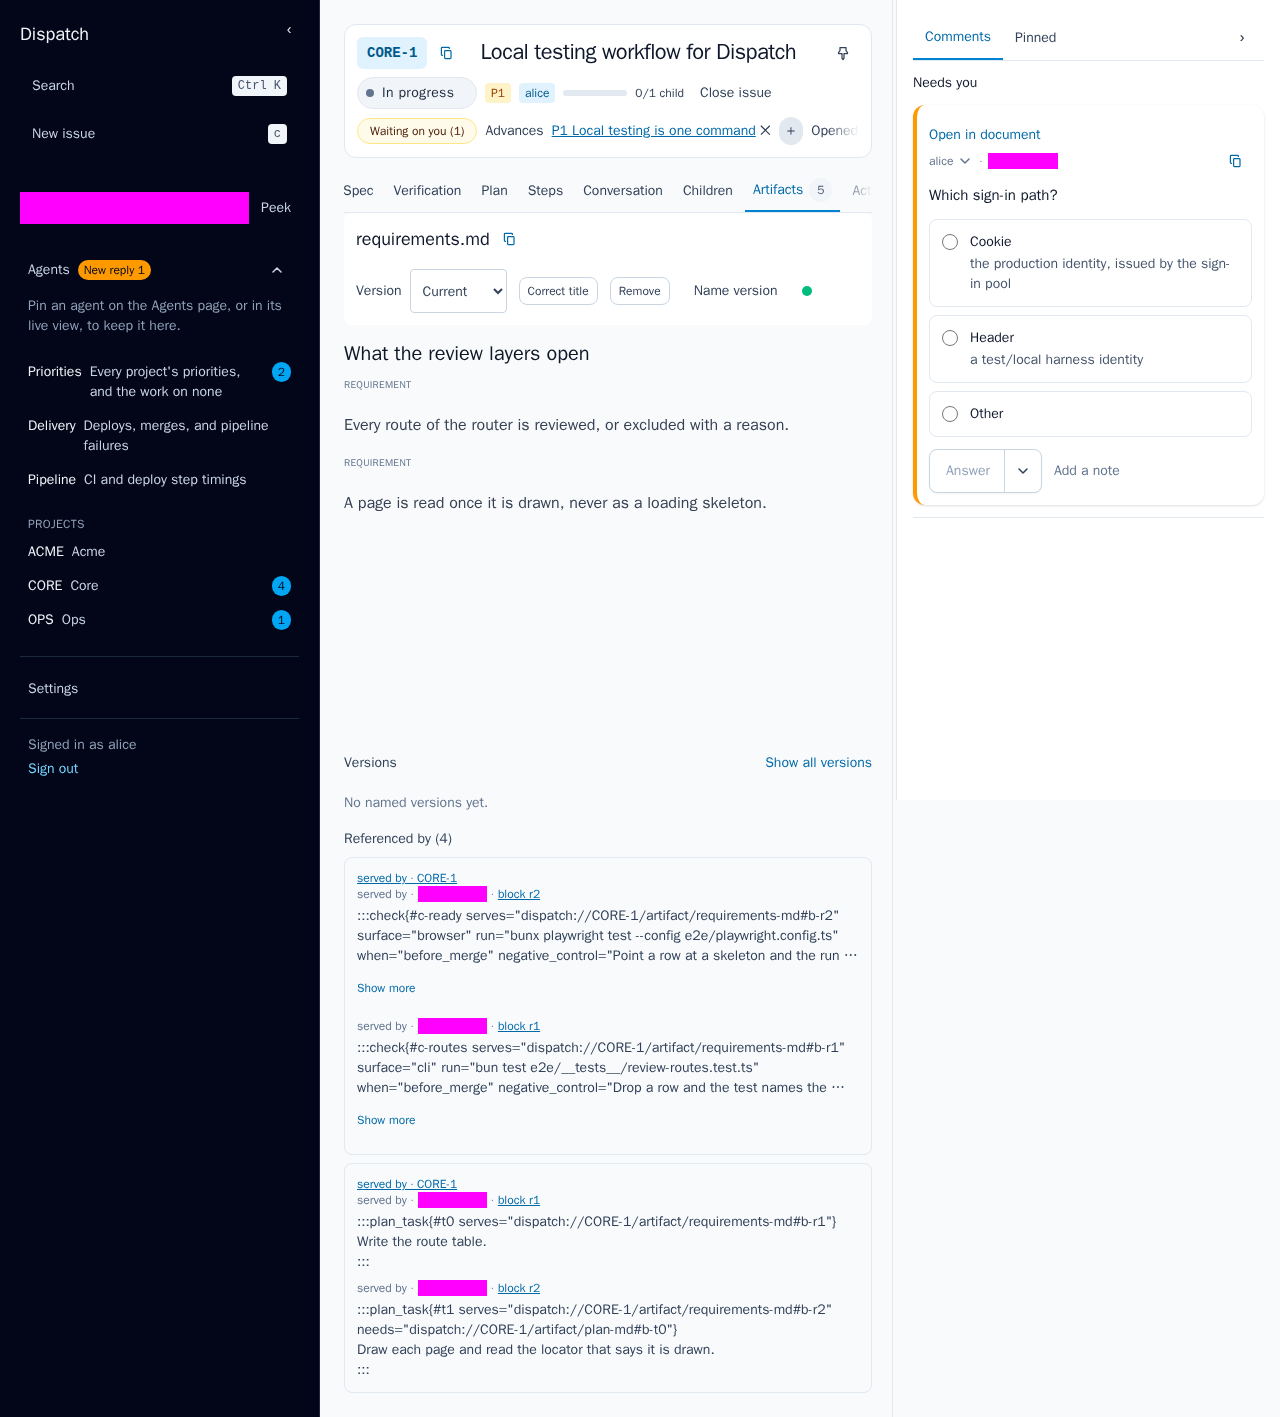 Dispatch
Search
Ctrl K
New issue
C
Peek
Agents
New reply 1
Pin an agent on the Agents page, or in its
live view, to keep it here.
Priorities
Every project's priorities,
and the work on none
2
Delivery
Deploys, merges, and pipeline
failures
Pipeline
CI and deploy step timings
PROJECTS
ACME Acme
CORE Core
4
OPS Ops
1
Settings
Signed in as alice
Sign out
CORE-1
Local testing workflow for Dispatch
In progress
P1
alice
0/1 child
Close issue
Waiting on you (1)
Advances
P1 Local testing is one command
+
Opened
Spec
Verification
Plan
Steps
Conversation
Children
Artifacts
5
requirements.md
Version
Current
Correct title
Remove
Name version
What the review layers open
REQUIREMENT
Every route of the router is reviewed, or excluded with a reason.
REQUIREMENT
A page is read once it is drawn, never as a loading skeleton.
Versions
Show all versions
No named versions yet.
Referenced by (4)
served by · CORE-1
served by · · block r2
:::check{#c-ready serves="dispatch://CORE-1/artifact/requirements-md#b-r2"
surface="browser" run="bunx playwright test --config e2e/playwright.config.ts"
when="before_merge" negative_control="Point a row at a skeleton and the run ⋯
Show more
served by · · block r1
:::check{#c-routes serves="dispatch://CORE-1/artifact/requirements-md#b-r1"
surface="cli" run="bun test e2e/__tests__/review-routes.test.ts"
when="before_merge" negative_control="Drop a row and the test names the ⋯
Show more
served by · CORE-1
served by · · block r1
:::plan_task{#t0 serves="dispatch://CORE-1/artifact/requirements-md#b-r1"}
Write the route table.
:::
served by · · block r2
:::plan_task{#t1 serves="dispatch://CORE-1/artifact/requirements-md#b-r2"
needs="dispatch://CORE-1/artifact/plan-md#b-t0"}
Draw each page and read the locator that says it is drawn.
:::
Comments
Pinned
Needs you
Open in document
alice ·
Which sign-in path?
Cookie
the production identity, issued by the sign-
in pool
Header
a test/local harness identity
Other
Answer
Add a note